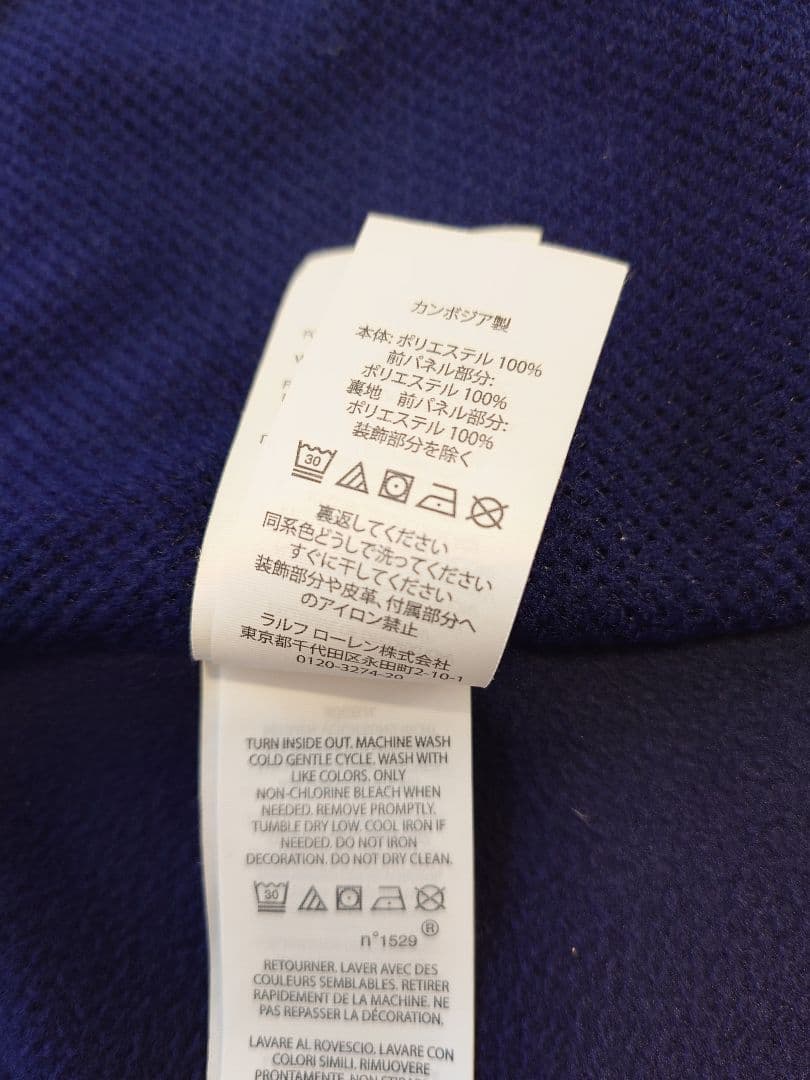 カンボジア製
本体: ポリエステル 100%
前パネル部分:
ポリエステル 100%
裏地 前パネル部分:
ポリエステル 100%
装飾部分を除く
30
裏返してください
同系色どうしで洗ってください
すぐに干してください
装飾部分や皮革、付属部分へ
のアイロン禁止
ラルフ ローレン株式会社
東京都千代田区永田町2-10-1
0120-3274-20
TURN INSIDE OUT. MACHINE WASH
COLD GENTLE CYCLE. WASH WITH
LIKE COLORS. ONLY
NON-CHLORINE BLEACH WHEN
NEEDED. REMOVE PROMPTLY.
TUMBLE DRY LOW. COOL IRON IF
NEEDED. DO NOT IRON
DECORATION. DO NOT DRY CLEAN.
30
n°1529 ®
RETOURNER. LAVER AVEC DES
COULEURS SEMBLABLES. RETIRER
RAPIDEMENT DE LA MACHINE. NE
PAS REPASSER LA DÉCORATION.
LAVARE AL ROVESCIO. LAVARE CON
COLORI SIMILI. RIMUOVERE
PRONTAMENTE. NON